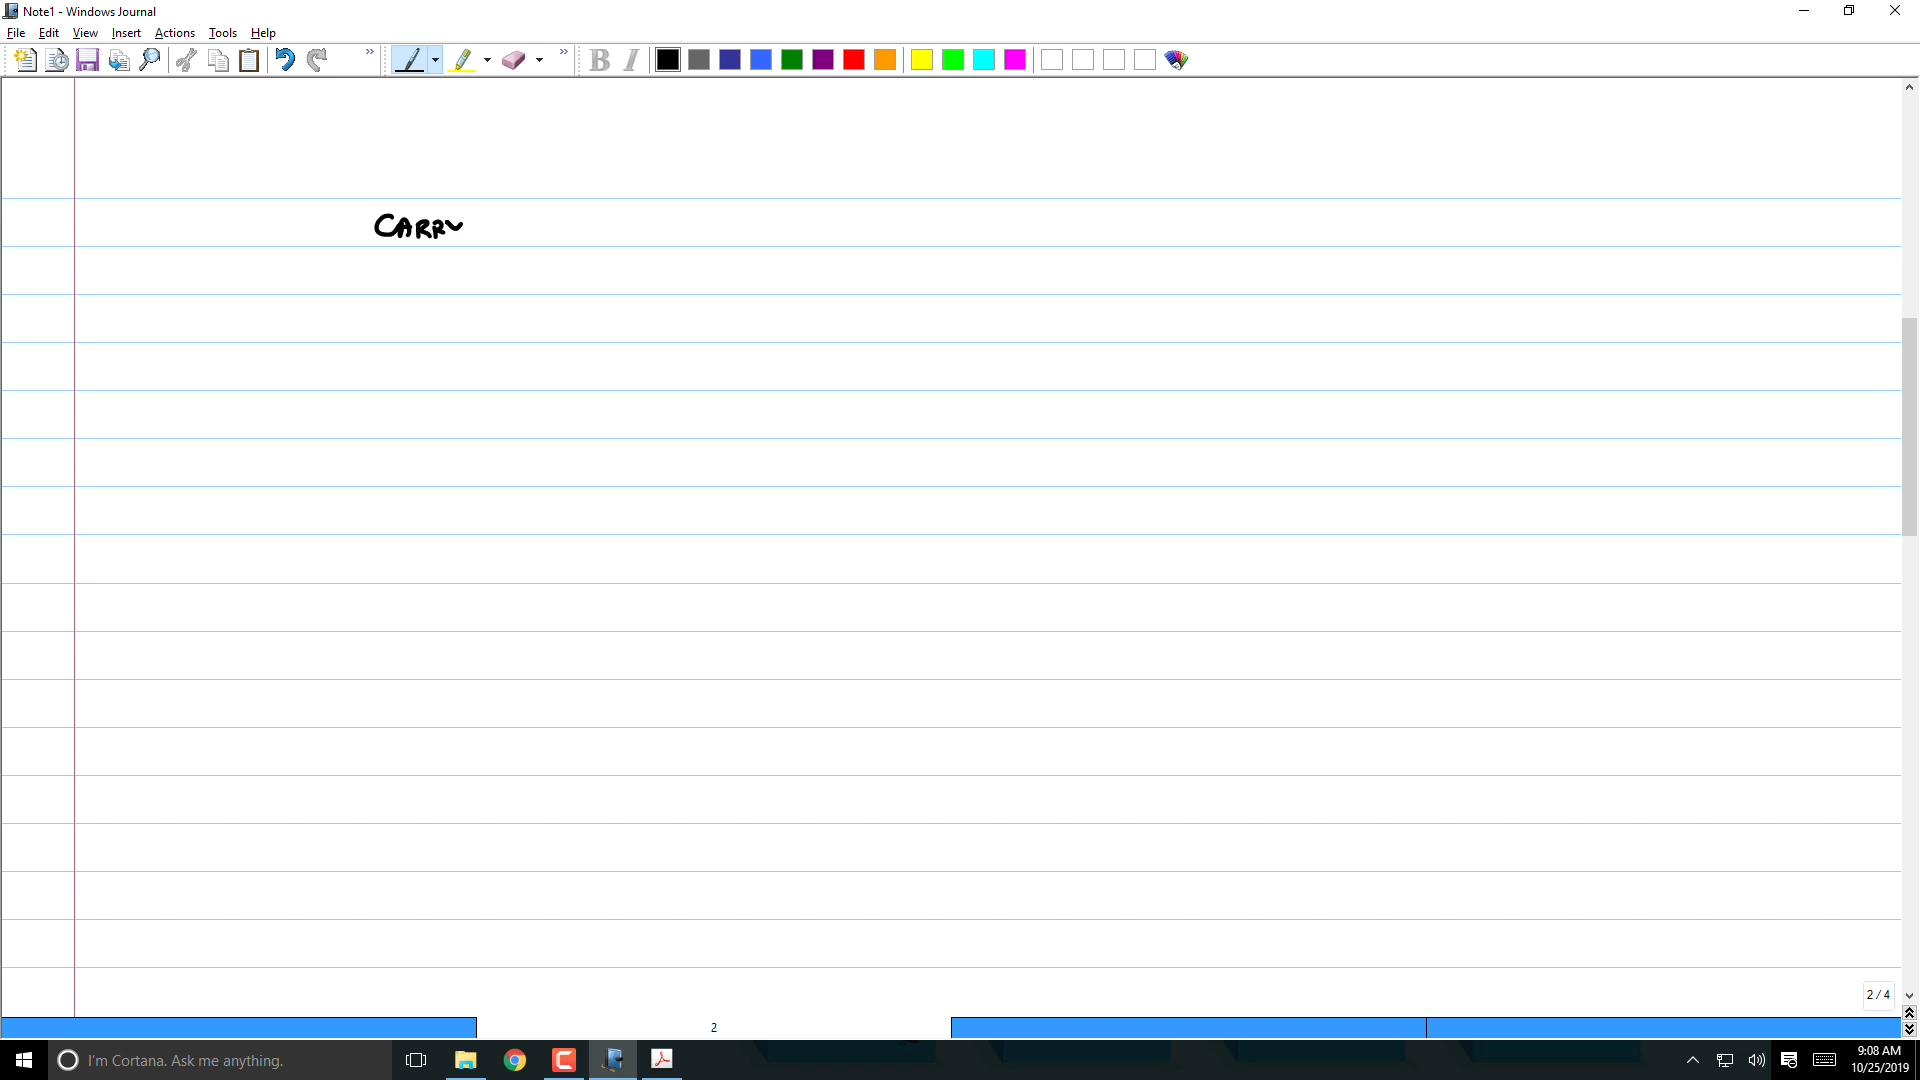 Note1 - Windows Journal
File Edit View Insert Actions Tools Help
B I
CARRY
2 / 4
2
I'm Cortana. Ask me anything.
9:08 AM
10/25/2019